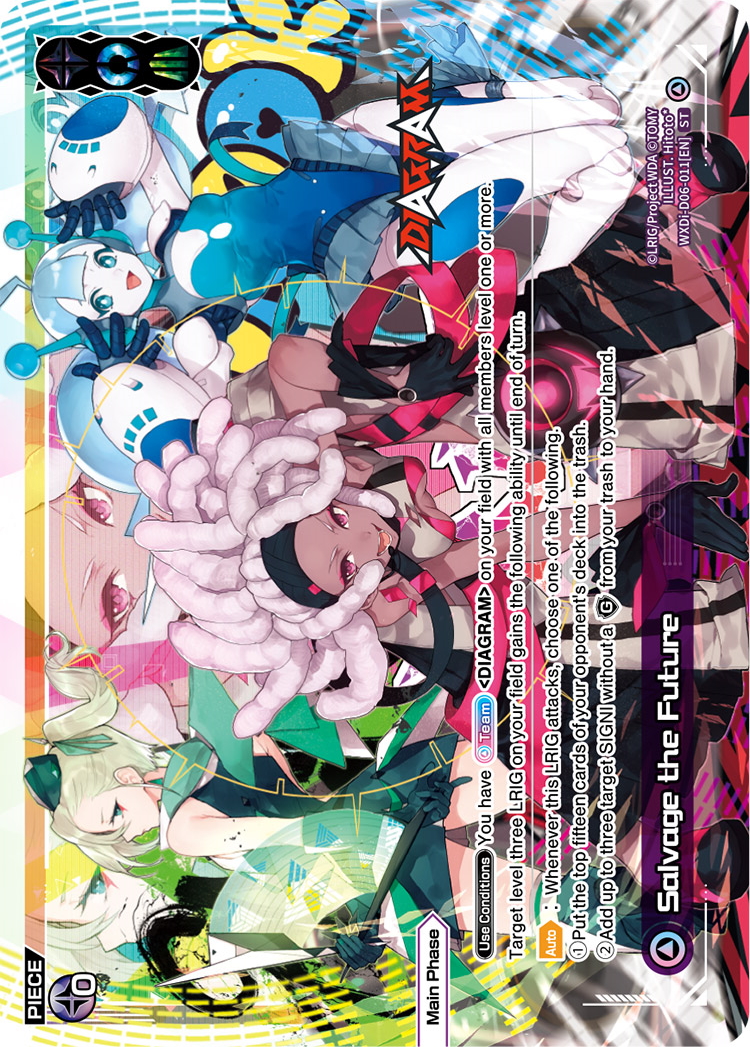 PIECE
0
DIAGRAM
Main Phase
Use Conditions You have Team <DIAGRAM> on your field with all members level one or more.
Target level three LRIG on your field gains the following ability until end of turn.
Auto : Whenever this LRIG attacks, choose one of the following.
① Put the top fifteen cards of your opponent's deck into the trash.
② Add up to three target SIGNI without a G from your trash to your hand.
Salvage the Future
©LRIG/Project WDA ©TOMY
ILLUST. Hitoto*
WXDi-D06-011[EN] ST